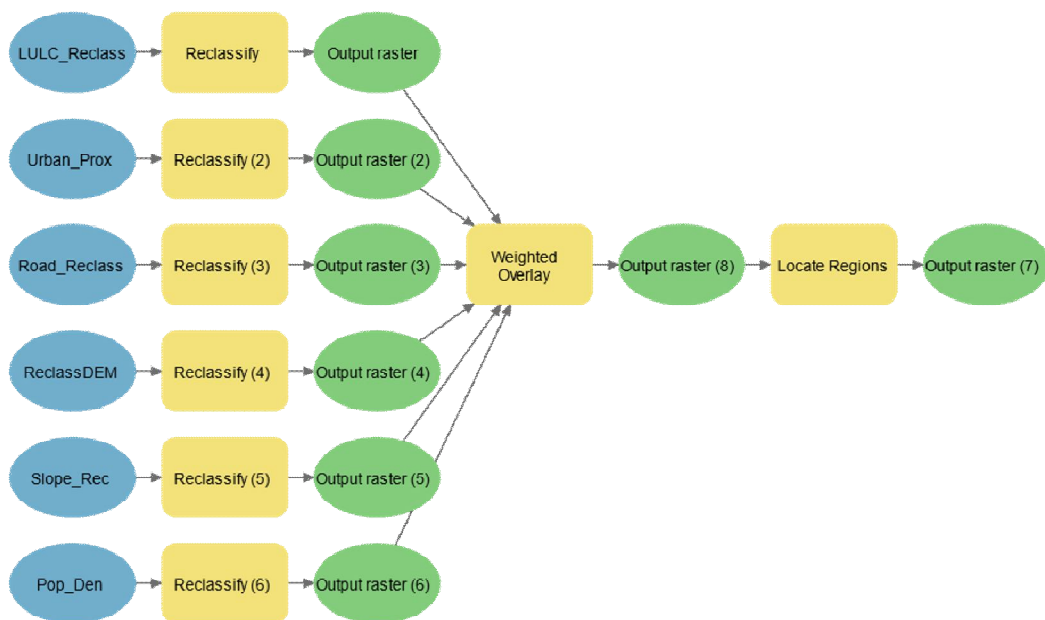 LULC_Reclass
Reclassify
Output raster
Urban_Prox
Reclassify (2)
Output raster (2)
Road_Reclass
Reclassify (3)
Output raster (3)
Weighted
Overlay
Output raster (8)
Locate Regions
Output raster (7)
ReclassDEM
Reclassify (4)
Output raster (4)
Slope_Rec
Reclassify (5)
Output raster (5)
Pop_Den
Reclassify (6)
Output raster (6)